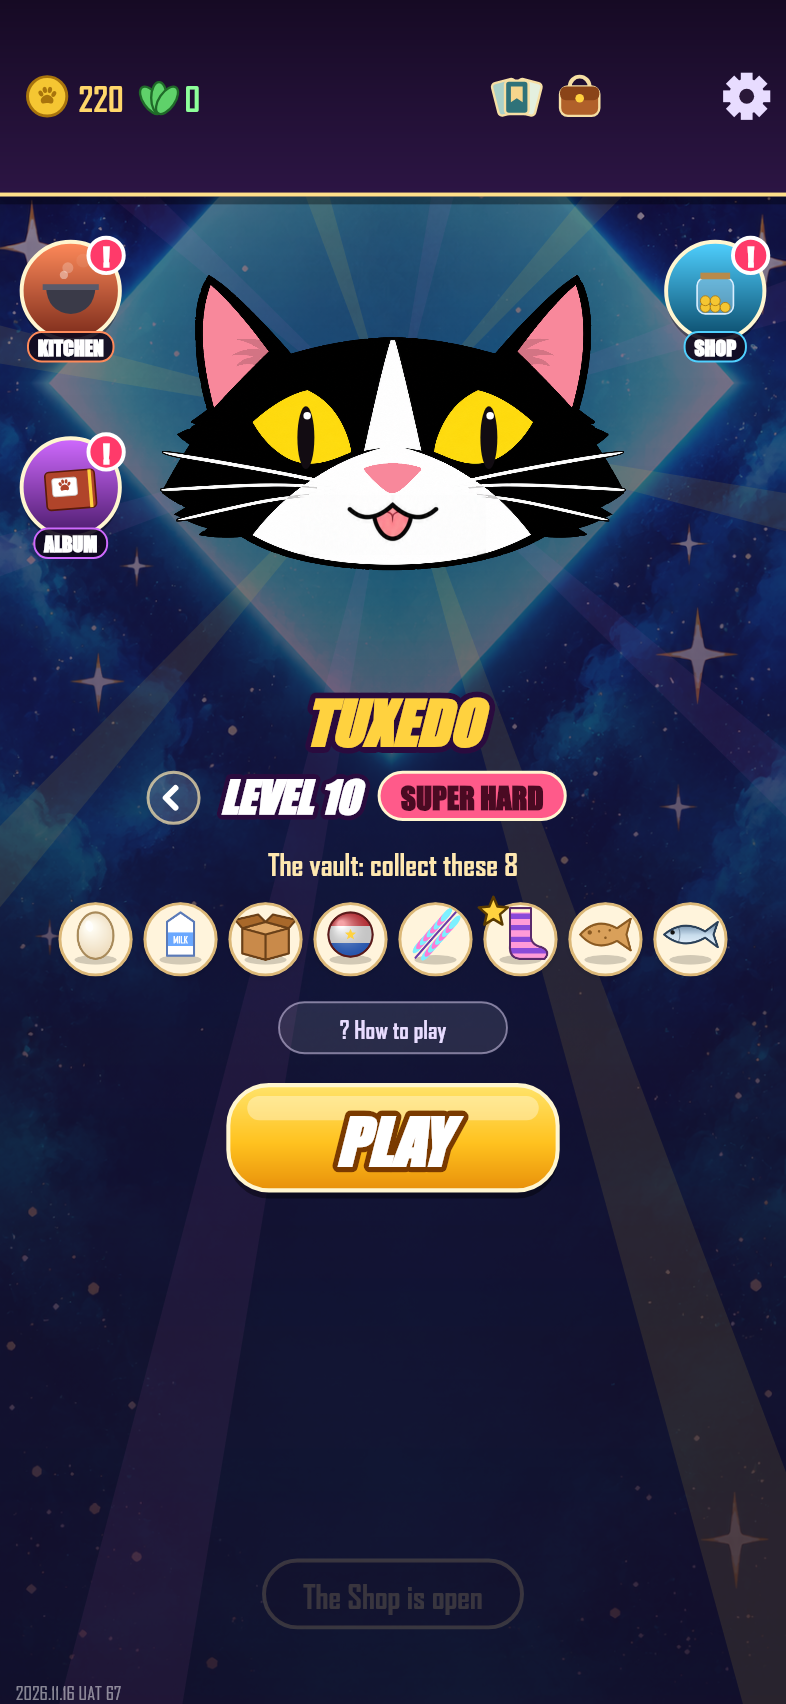 220
0
!
KITCHEN
!
SHOP
!
ALBUM
TUXEDO
LEVEL 10
SUPER HARD
The vault: collect these 8
MILK
? How to play
PLAY
The Shop is open
2026.11.16 UAT 67